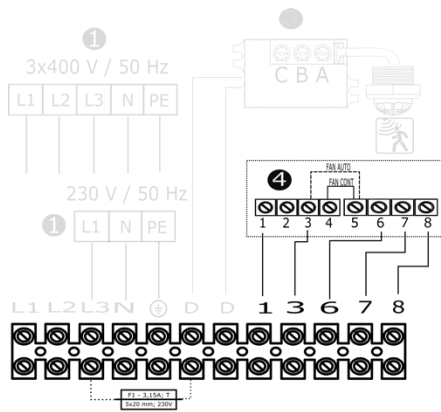 1
3x400 V / 50 Hz
L1 L2 L3 N PE
C B A
230 V / 50 Hz
1 L1 N PE
4
FAN AUTO
FAN CONT
1 2 3 4 5 6 7 8
L1 L2 L3 N D D 1 3 6 7 8
F1 - 3,15A; T
5x20 mm; 230V